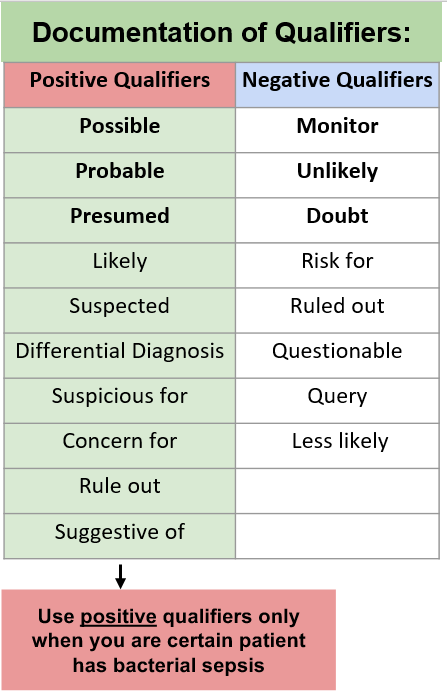 Documentation of Qualifiers:
Positive Qualifiers Negative Qualifiers
Possible Monitor
Probable Unlikely
Presumed Doubt
Likely Risk for
Suspected Ruled out
Differential Diagnosis Questionable
Suspicious for Query
Concern for Less likely
Rule out
Suggestive of
Use positive qualifiers only
when you are certain patient
has bacterial sepsis